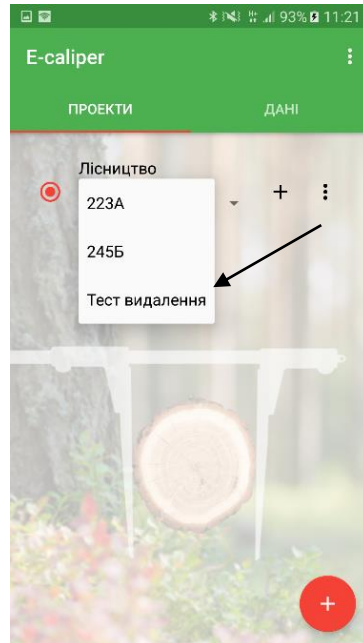 93% 11:21
E-caliper
ПРОЕКТИ ДАНІ
Лісництво
223А
245Б
Тест видалення